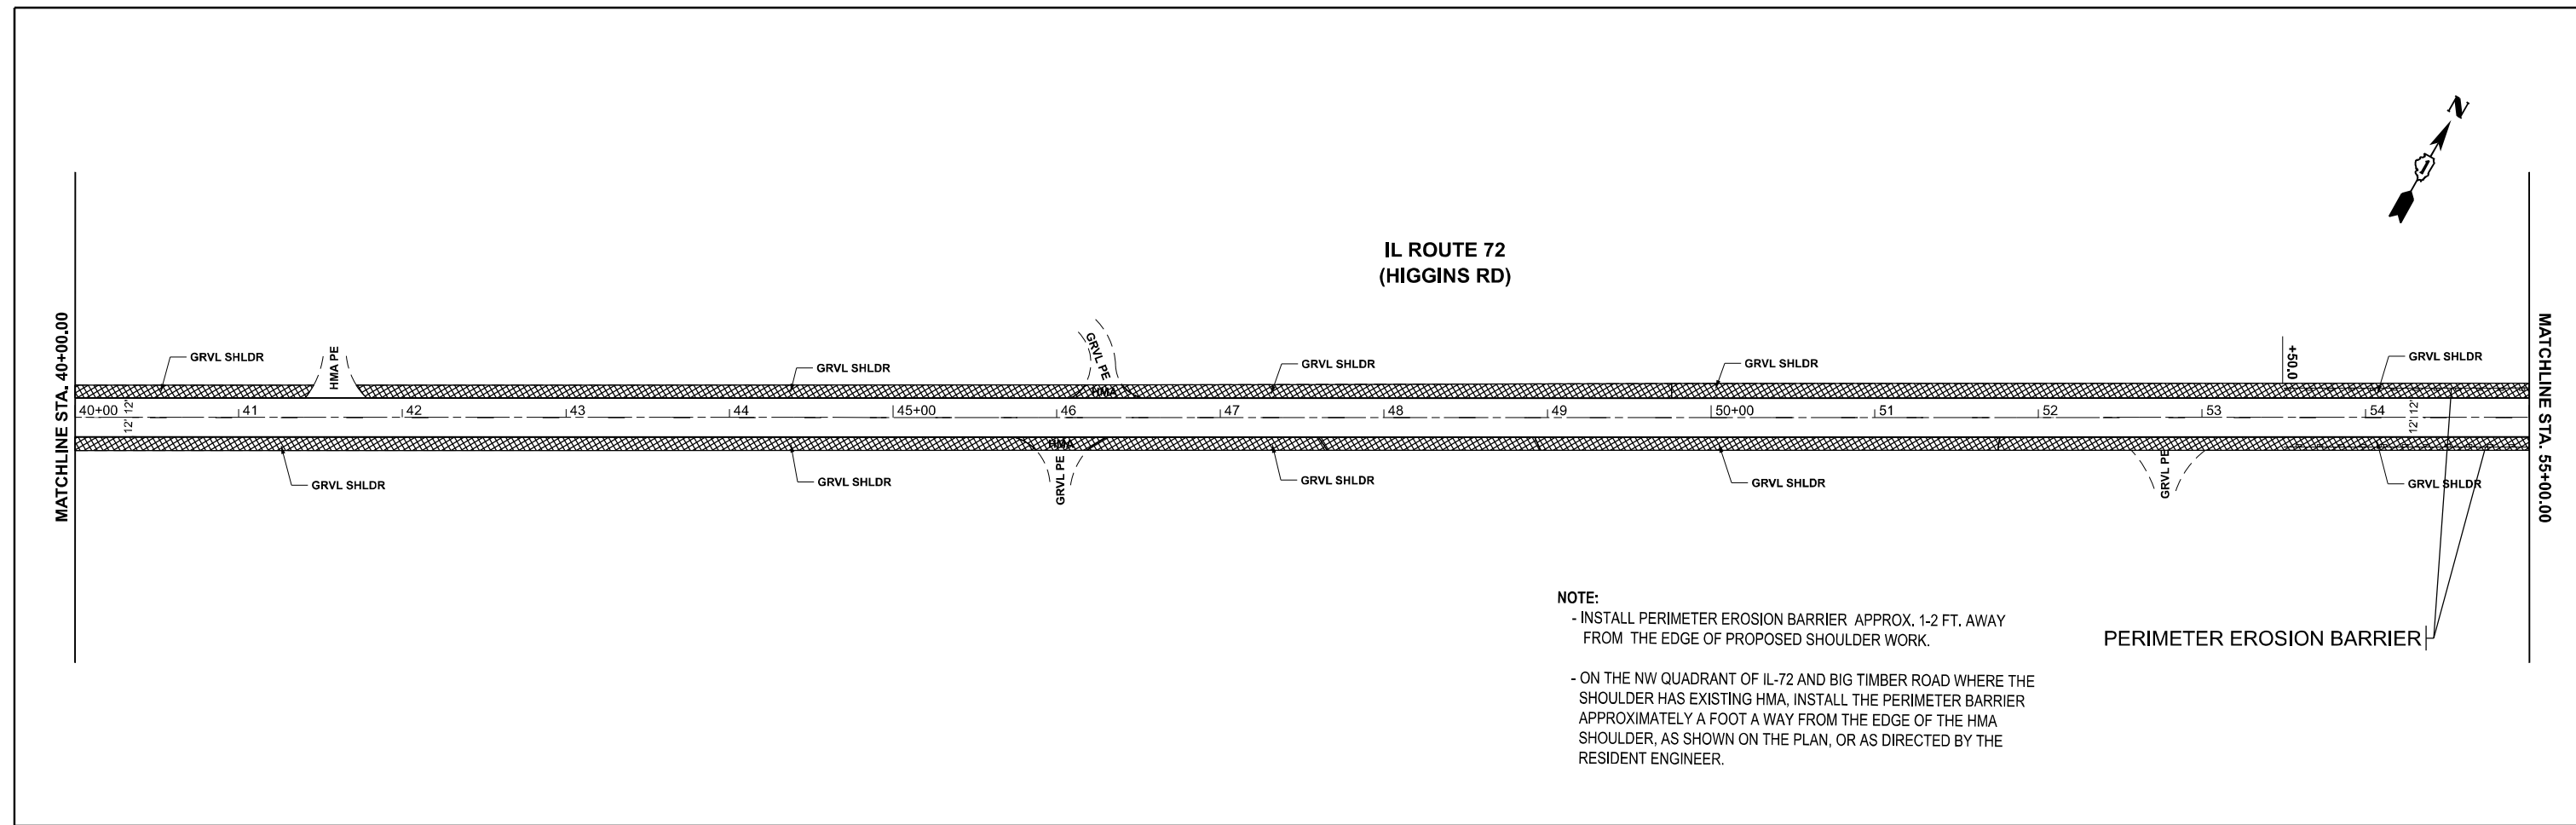 N
IL ROUTE 72
(HIGGINS RD)
MATCHLINE STA. 40+00.00
MATCHLINE STA. 55+00.00
GRVL SHLDR
HMA PE
GRVL SHLDR
GRVL PE
HMA
GRVL SHLDR
GRVL SHLDR
+50.0
GRVL SHLDR
40+00 12' 41 42 43 44 45+00 46 47 48 49 50+00 51 52 53 54 12'
12' 12'
HMA
GRVL SHLDR
GRVL SHLDR
GRVL PE
GRVL SHLDR
GRVL SHLDR
GRVL PE
GRVL SHLDR
NOTE:
- INSTALL PERIMETER EROSION BARRIER APPROX. 1-2 FT. AWAY
FROM THE EDGE OF PROPOSED SHOULDER WORK.
PERIMETER EROSION BARRIER
- ON THE NW QUADRANT OF IL-72 AND BIG TIMBER ROAD WHERE THE
SHOULDER HAS EXISTING HMA, INSTALL THE PERIMETER BARRIER
APPROXIMATELY A FOOT A WAY FROM THE EDGE OF THE HMA
SHOULDER, AS SHOWN ON THE PLAN, OR AS DIRECTED BY THE
RESIDENT ENGINEER.